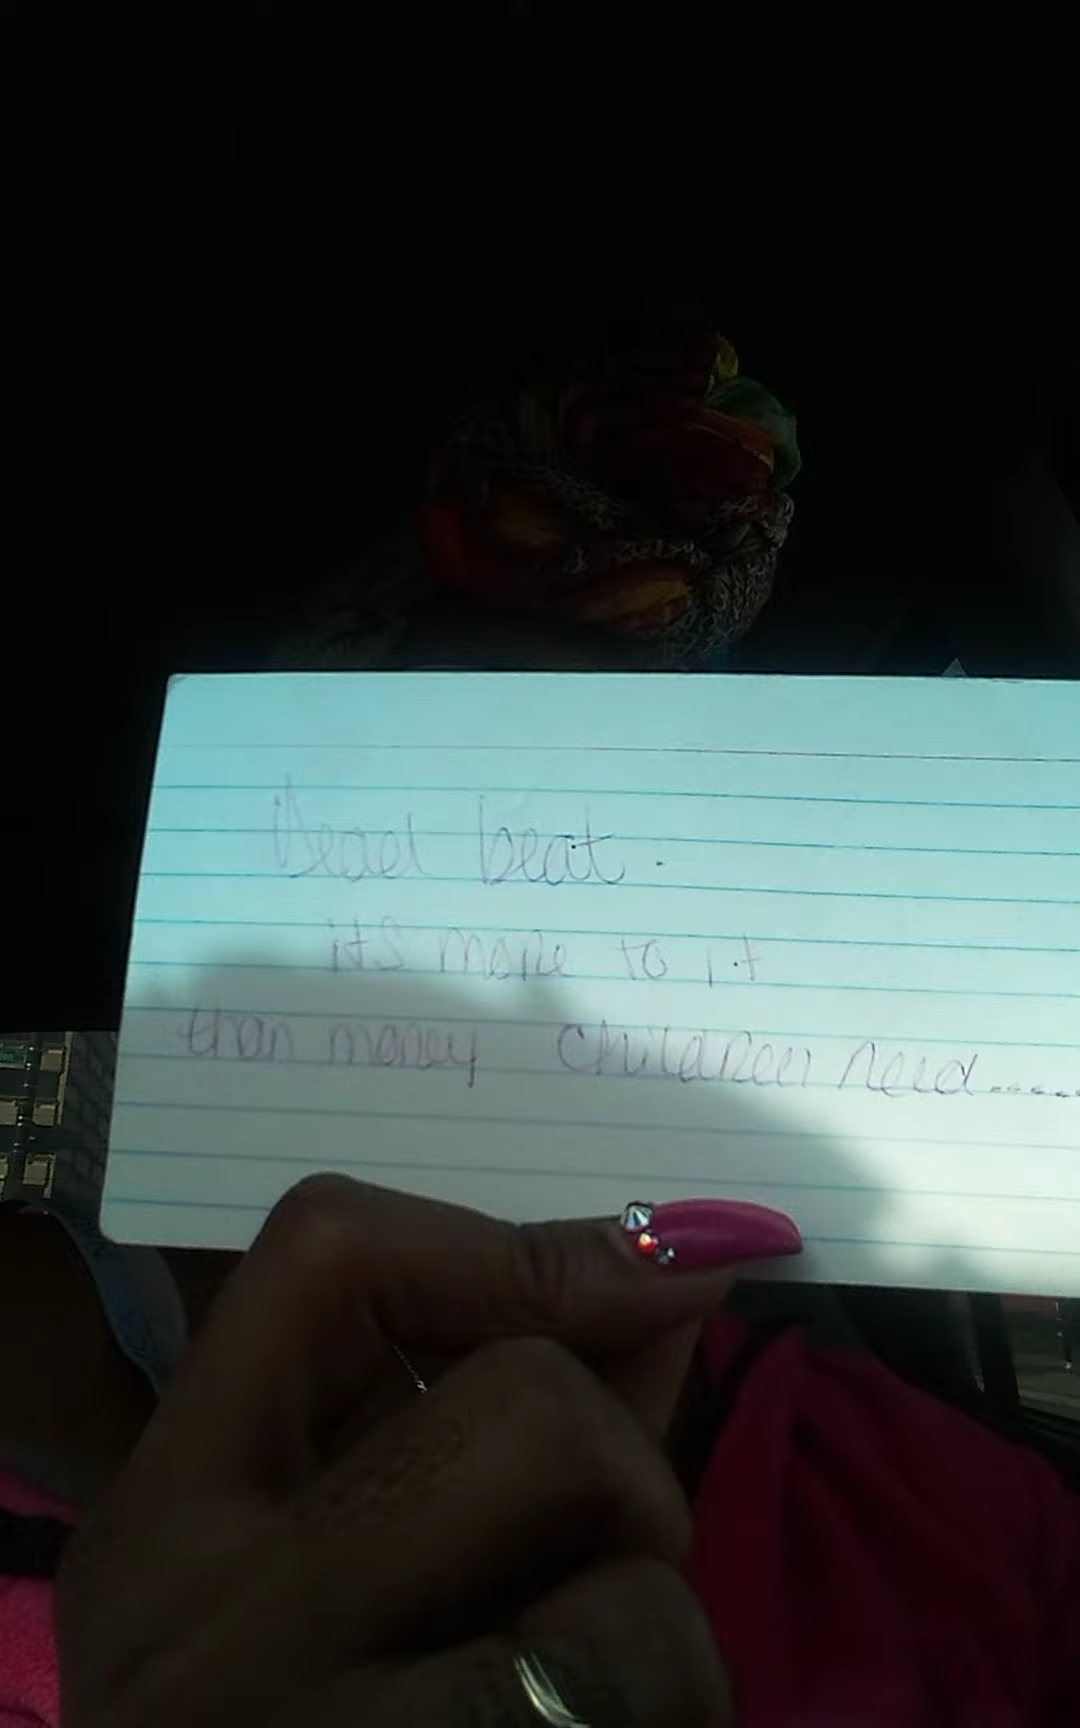 Dead beat.
its more to it
than money children need.....